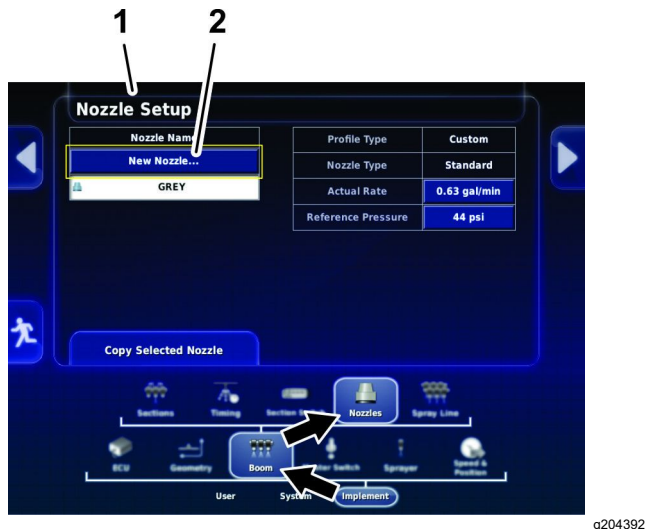 1 2
Nozzle Setup
Nozzle Name
New Nozzle...
GREY
Profile Type Custom
Nozzle Type Standard
Actual Rate 0.63 gal/min
Reference Pressure 44 psi
Copy Selected Nozzle
Sections Timing Section Nozzles Spray Line
ECU Geometry Boom Switch Sprayer Speed & Position
User System Implement
g204392